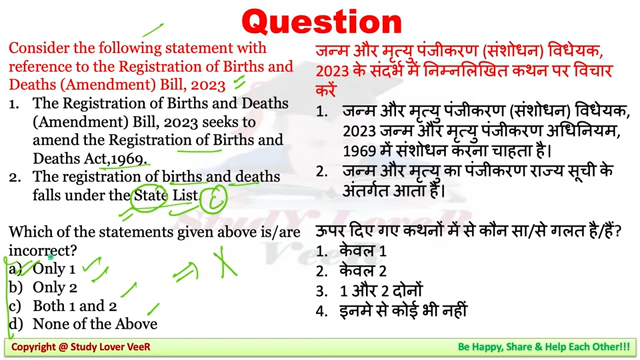 Question
Consider the following statement with
reference to the Registration of Births and
Deaths (Amendment) Bill, 2023
1. The Registration of Births and Deaths
(Amendment) Bill, 2023 seeks to
amend the Registration of Births and
Deaths Act,1969.
2. The registration of births and deaths
falls under the State List
Which of the statements given above is/are
incorrect?
a) Only 1
b) Only 2
c) Both 1 and 2
d) None of the Above
जन्म और मृत्यु पंजीकरण (संशोधन) विधेयक,
2023 के संदर्भ में निम्नलिखित कथन पर विचार
करें
1. जन्म और मृत्यु पंजीकरण (संशोधन) विधेयक,
2023 जन्म और मृत्यु पंजीकरण अधिनियम,
1969 में संशोधन करना चाहता है।
2. जन्म और मृत्यु का पंजीकरण राज्य सूची के
अंतर्गत आता है।
ऊपर दिए गए कथनों में से कौन सा/से गलत है/हैं?
1. केवल 1
2. केवल 2
3. 1 और 2 दोनों
4. इनमे से कोई भी नहीं
StudY LoveR VeeR
Copyright @ Study Lover VeeR
Be Happy, Share & Help Each Other!!!